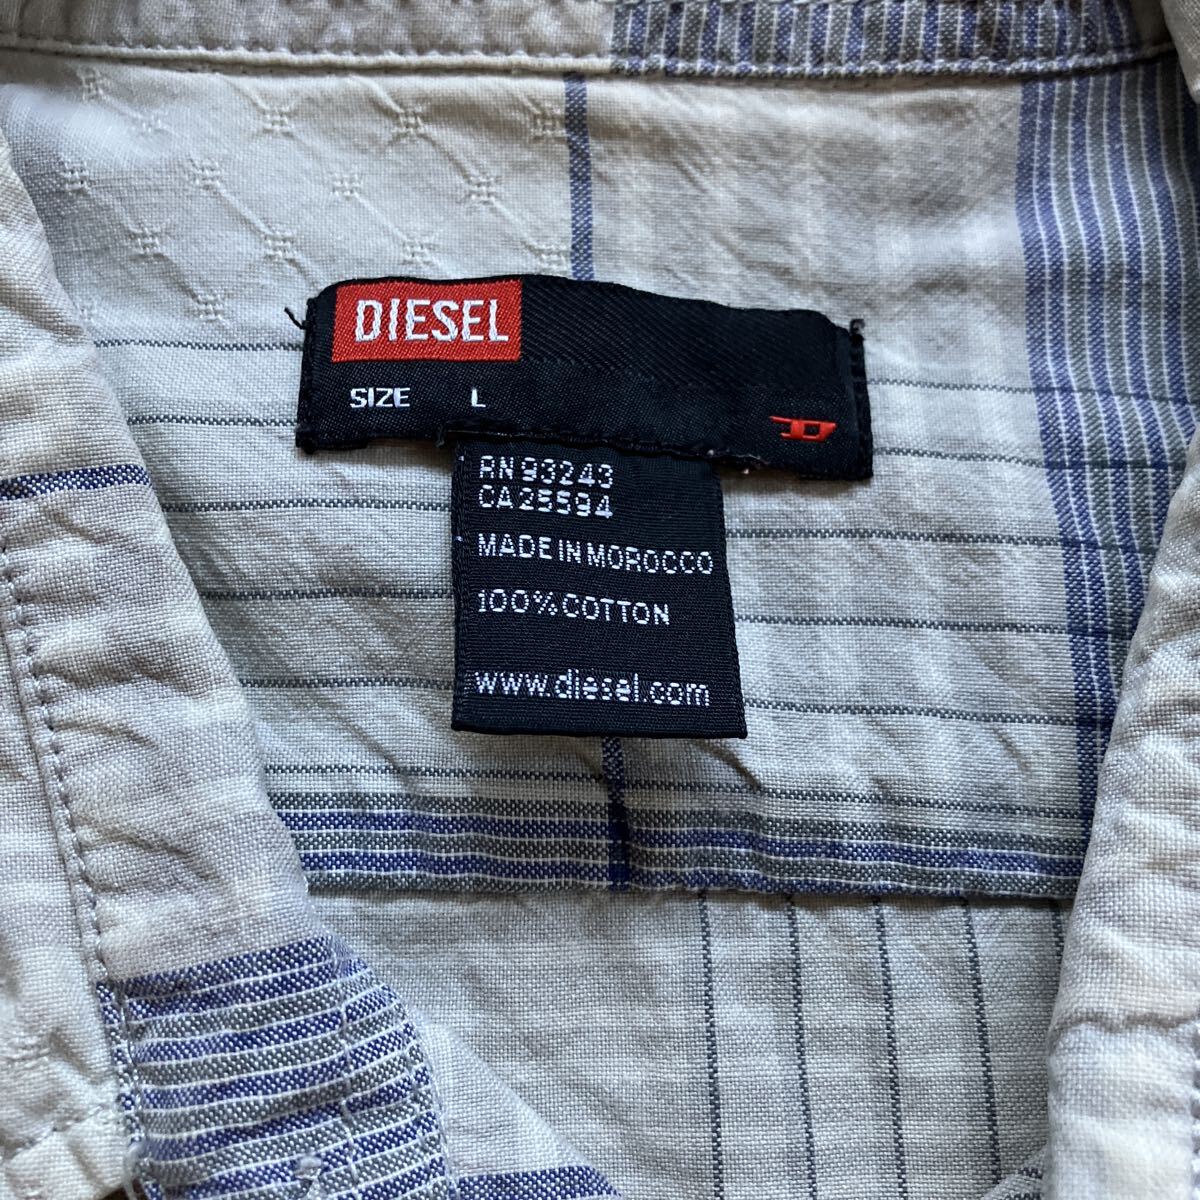 DIESEL
SIZE L
RN 93243
CA 25594
MADE IN MOROCCO
100% COTTON
www.diesel.com